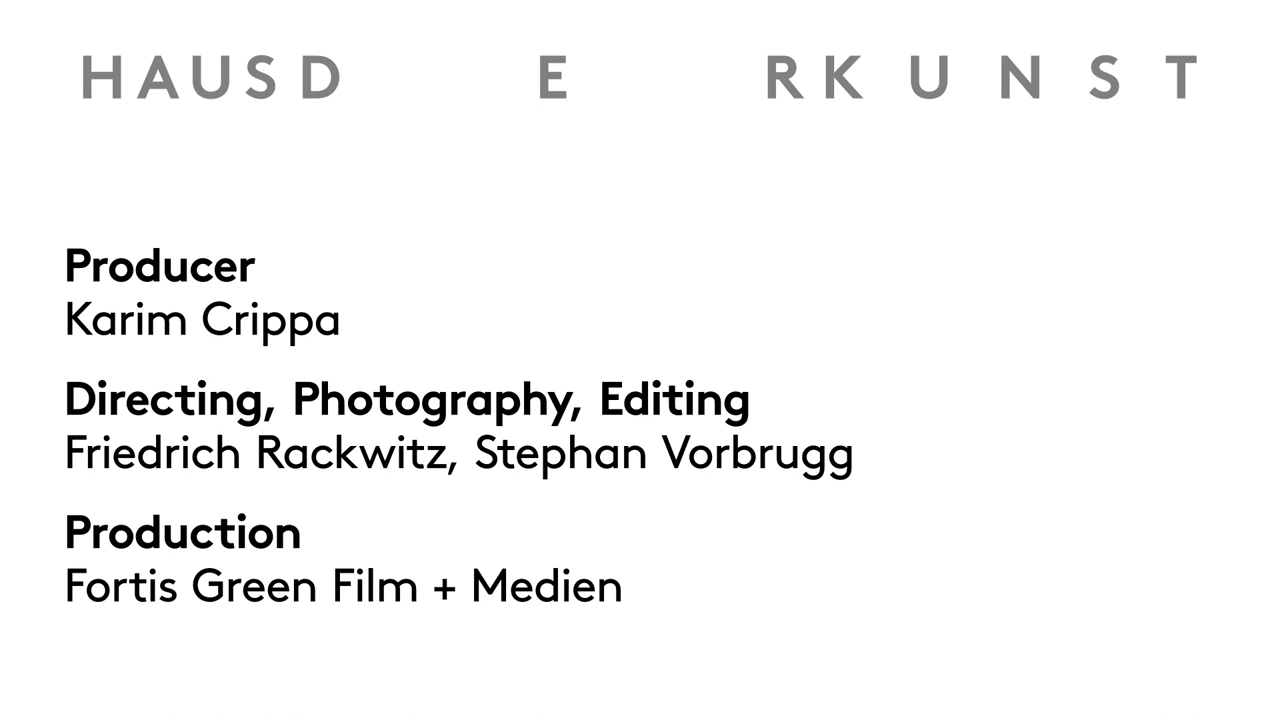 HAUSD E RKUNST
Producer
Karim Crippa
Directing, Photography, Editing
Friedrich Rackwitz, Stephan Vorbrugg
Production
Fortis Green Film + Medien